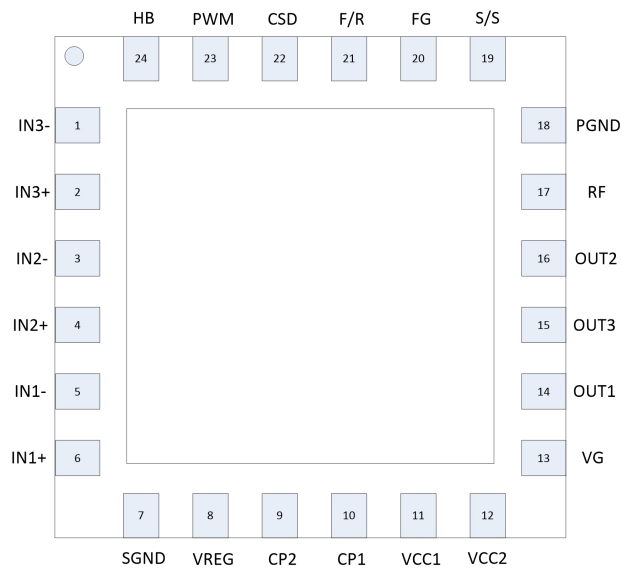 HB PWM CSD F/R FG S/S
24 23 22 21 20 19
IN3- 1 18 PGND
IN3+ 2 17 RF
IN2- 3 16 OUT2
IN2+ 4 15 OUT3
IN1- 5 14 OUT1
IN1+ 6 13 VG
7 8 9 10 11 12
SGND VREG CP2 CP1 VCC1 VCC2